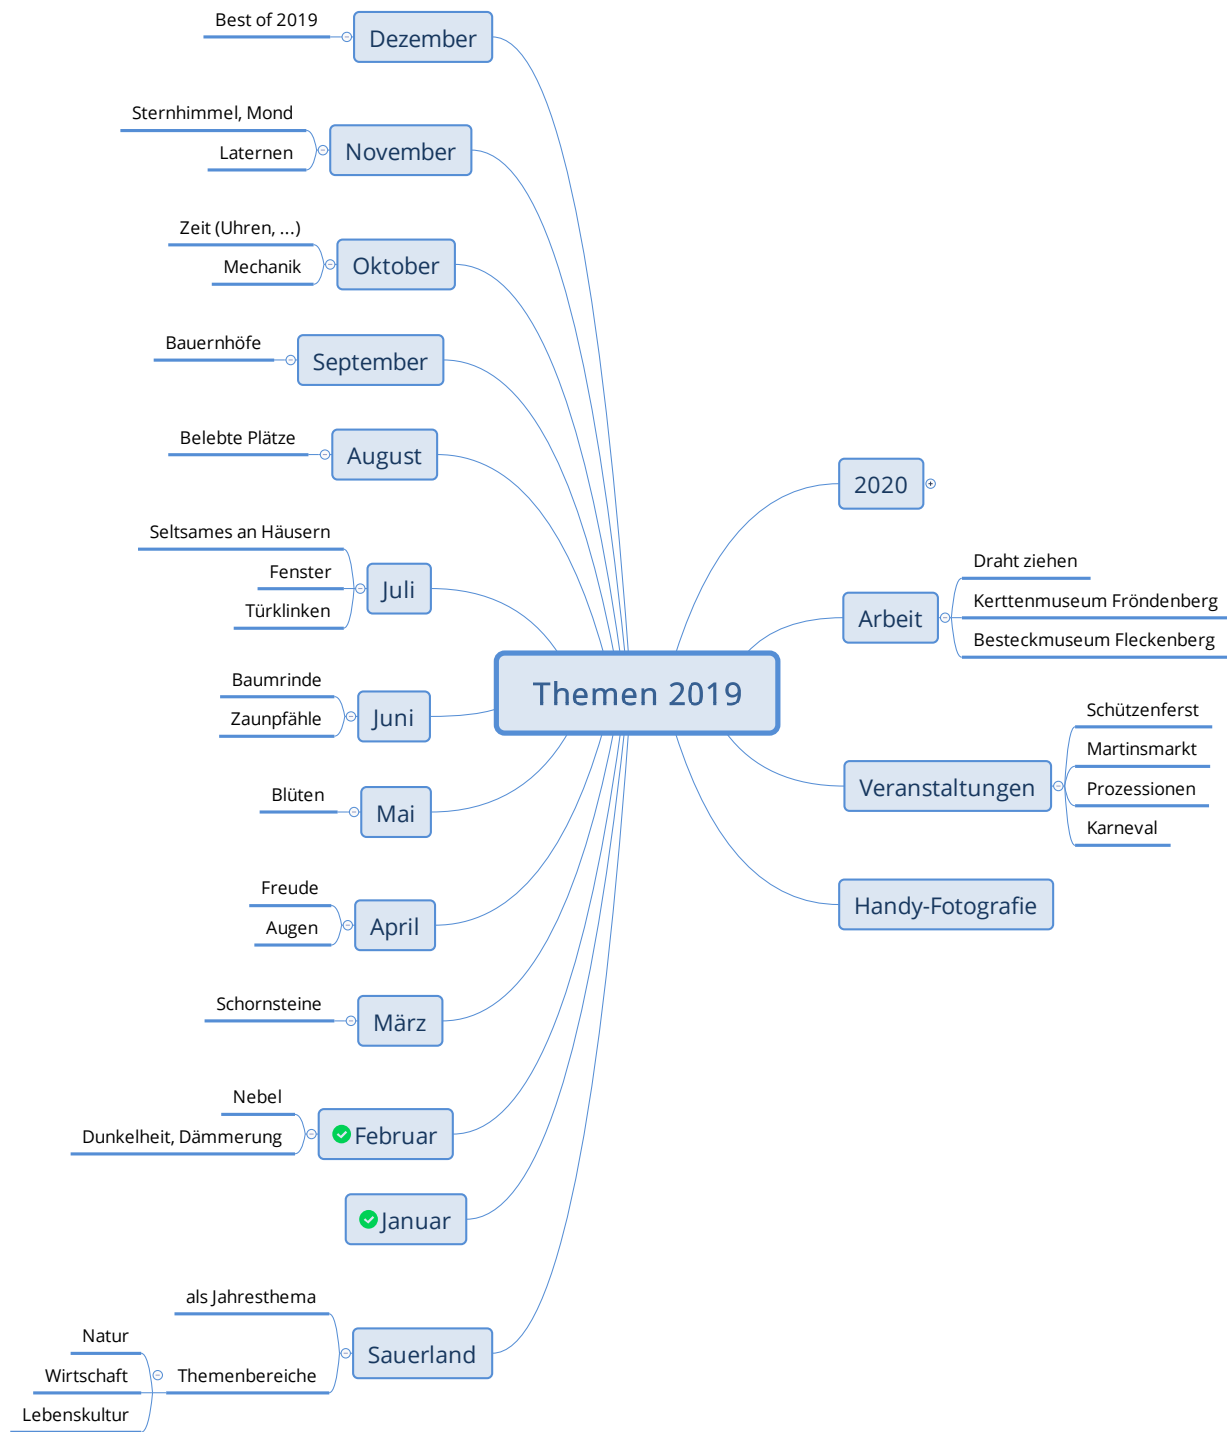 Best of 2019
Dezember
Sternhimmel, Mond
November
Laternen
Zeit (Uhren, ...)
Oktober
Mechanik
Bauernhöfe
September
Belebte Plätze
August
Seltsames an Häusern
Fenster
Juli
Türklinken
Baumrinde
Juni
Zaunpfähle
Blüten
Mai
Freude
April
Augen
Schornsteine
März
Nebel
Februar
Dunkelheit, Dämmerung
Januar
als Jahresthema
Sauerland
Themenbereiche
Natur
Wirtschaft
Lebenskultur
Themen 2019
2020
Arbeit
Draht ziehen
Kerttenmuseum Fröndenberg
Besteckmuseum Fleckenberg
Veranstaltungen
Schützenferst
Martinsmarkt
Prozessionen
Karneval
Handy-Fotografie